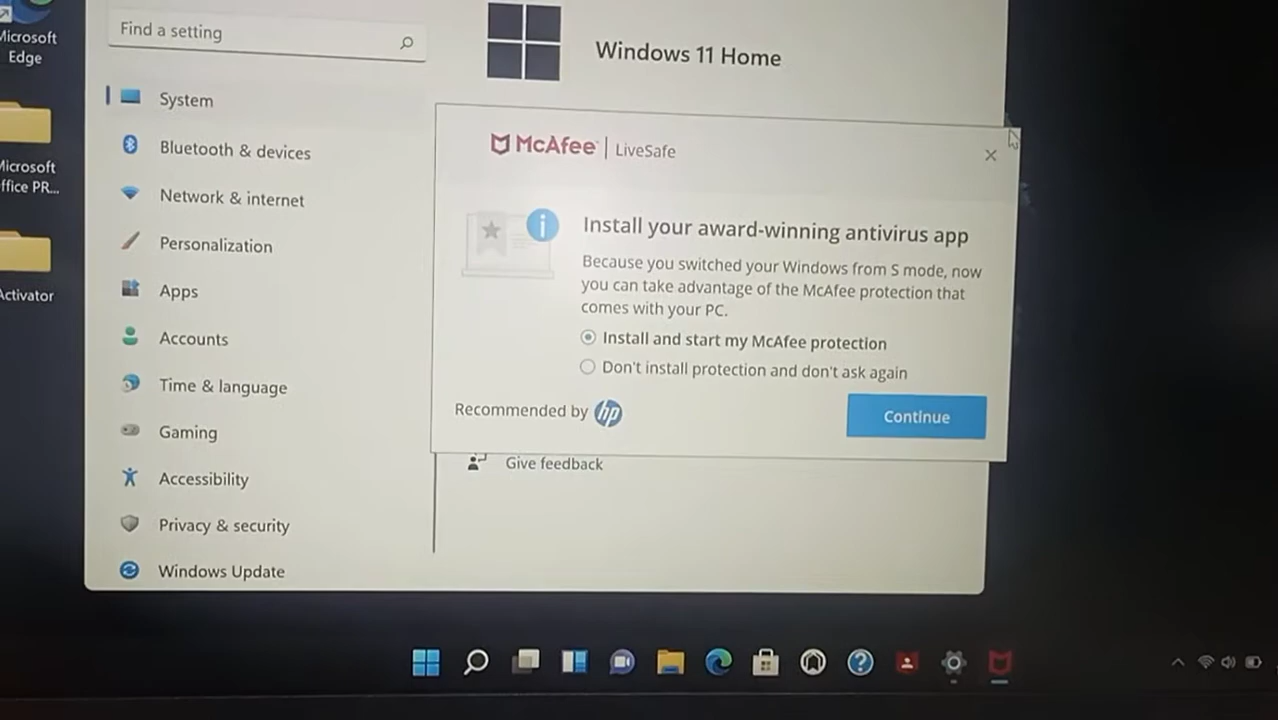 Microsoft
Edge
Microsoft
ffice PR...
Activator
Find a setting
System
Bluetooth & devices
Network & internet
Personalization
Apps
Accounts
Time & language
Gaming
Accessibility
Privacy & security
Windows Update
Windows 11 Home
McAfee | LiveSafe
Install your award-winning antivirus app
Because you switched your Windows from S mode, now
you can take advantage of the McAfee protection that
comes with your PC.
Install and start my McAfee protection
Don't install protection and don't ask again
Recommended by hp
Continue
Give feedback